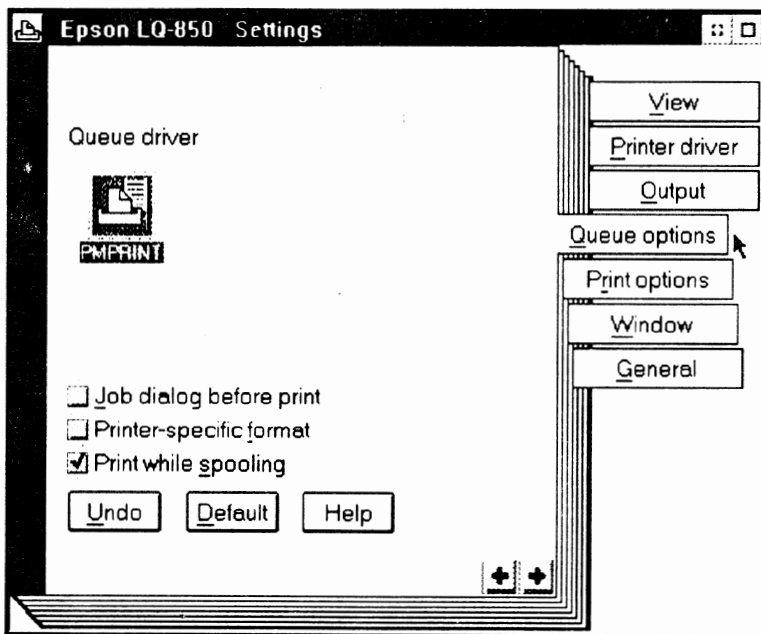 Epson LQ-850 Settings
View
Printer driver
Output
Queue options
Print options
Window
General
Queue driver
PMPRINT
Job dialog before print
Printer-specific format
Print while spooling
Undo Default Help